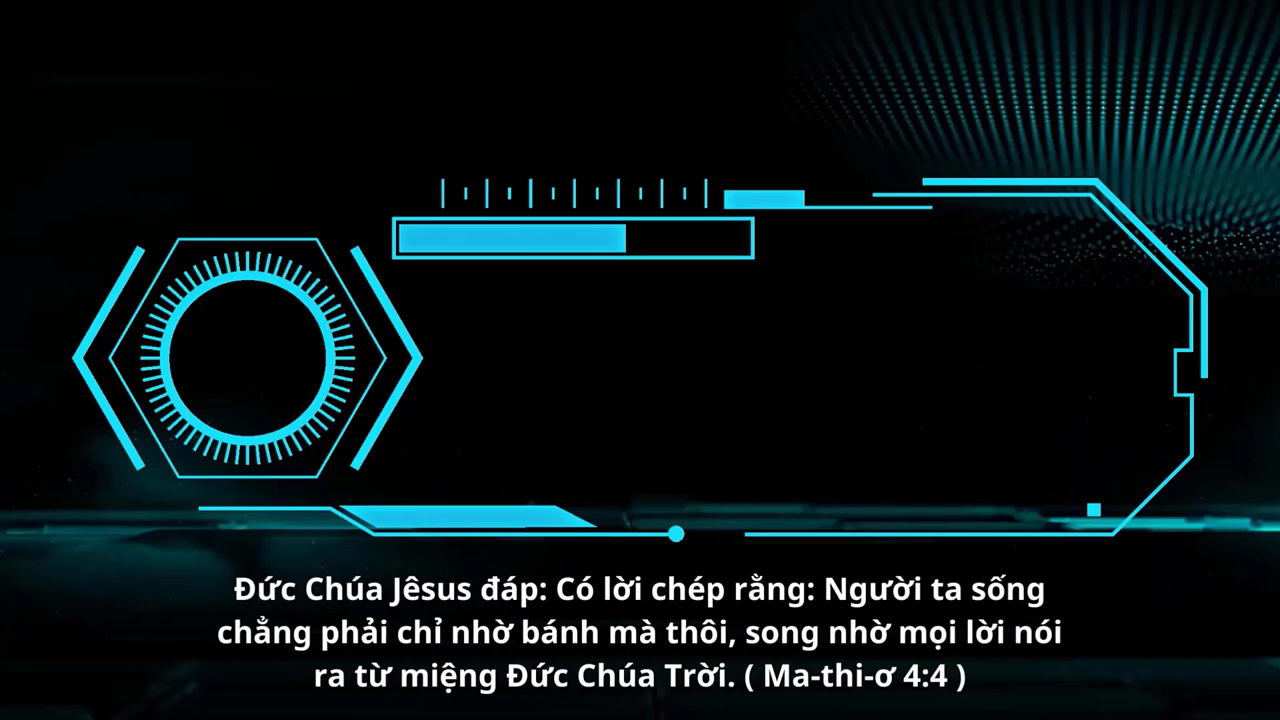 Đức Chúa Jêsus đáp: Có lời chép rằng: Người ta sống
chẳng phải chỉ nhờ bánh mà thôi, song nhờ mọi lời nói
ra từ miệng Đức Chúa Trời. ( Ma-thi-ơ 4:4 )